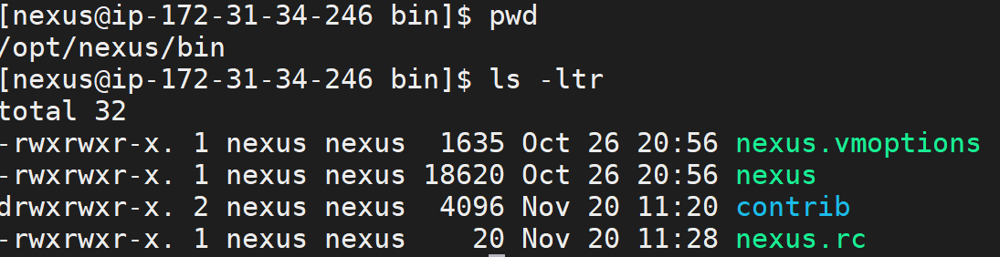 [nexus@ip-172-31-34-246 bin]$ pwd
/opt/nexus/bin
[nexus@ip-172-31-34-246 bin]$ ls -ltr
total 32
-rwxrwxr-x. 1 nexus nexus  1635 Oct 26 20:56 nexus.vmoptions
-rwxrwxr-x. 1 nexus nexus 18620 Oct 26 20:56 nexus
drwxrwxr-x. 2 nexus nexus  4096 Nov 20 11:20 contrib
-rwxrwxr-x. 1 nexus nexus    20 Nov 20 11:28 nexus.rc